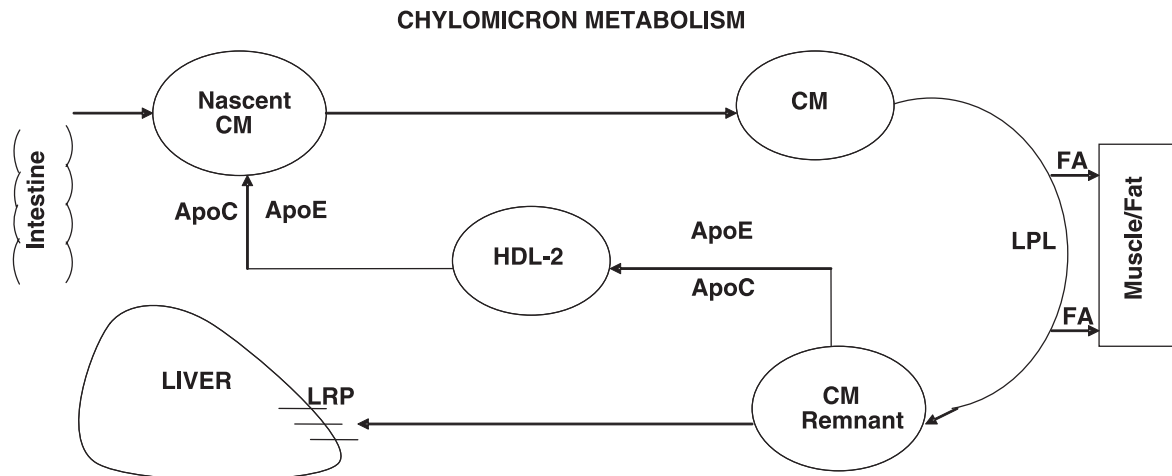 CHYLOMICRON METABOLISM
Nascent
CM
CM
Intestine
ApoC
ApoE
HDL-2
ApoE
ApoC
LPL
FA
FA
Muscle/Fat
LIVER
LRP
CM
Remnant